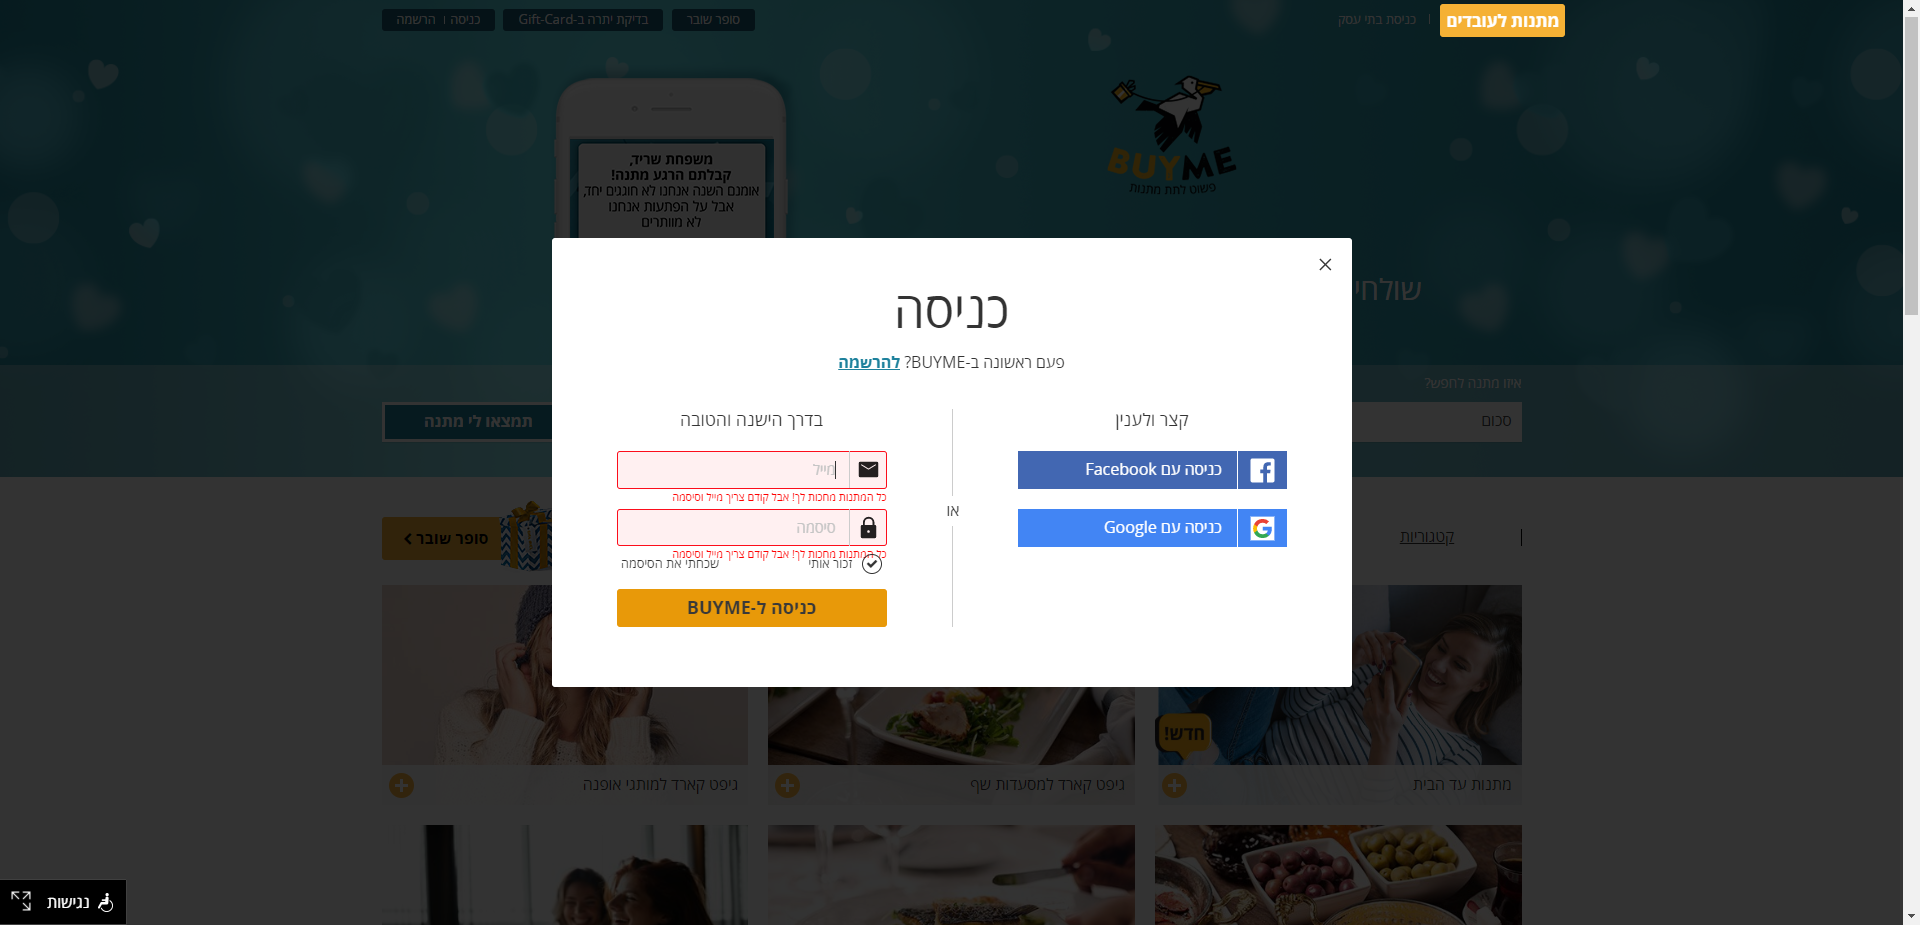 מתנות לעובדים
כניסת בתי עסק
סופר שובר
בדיקת יתרה ב-Gift-Card
כניסה | הרשמה
BUYME
פשוט לתת מתנות
משפחת שריד,
קבלתם הרגע מתנה!
אומנם השנה אנחנו לא חוגגים יחד,
אבל על הפתעות אנחנו
לא מוותרים
שולחי
איזו מתנה לחפש?
סכום
תמצאו לי מתנה
כניסה
פעם ראשונה ב-BUYME? להרשמה
קצר ולענין
כניסה עם Facebook
כניסה עם Google
או
בדרך הישנה והטובה
מייל
כל המתנות מחכות לך! אבל קודם צריך מייל וסיסמה
סיסמה
כל המתנות מחכות לך! אבל קודם צריך מייל וסיסמה
זכור אותי
שכחתי את הסיסמה
כניסה ל-BUYME
קטגוריות
סופר שובר
חדש!
מתנות עד הבית
גיפט קארד למסעדות שף
גיפט קארד למותגי אופנה
נגישות